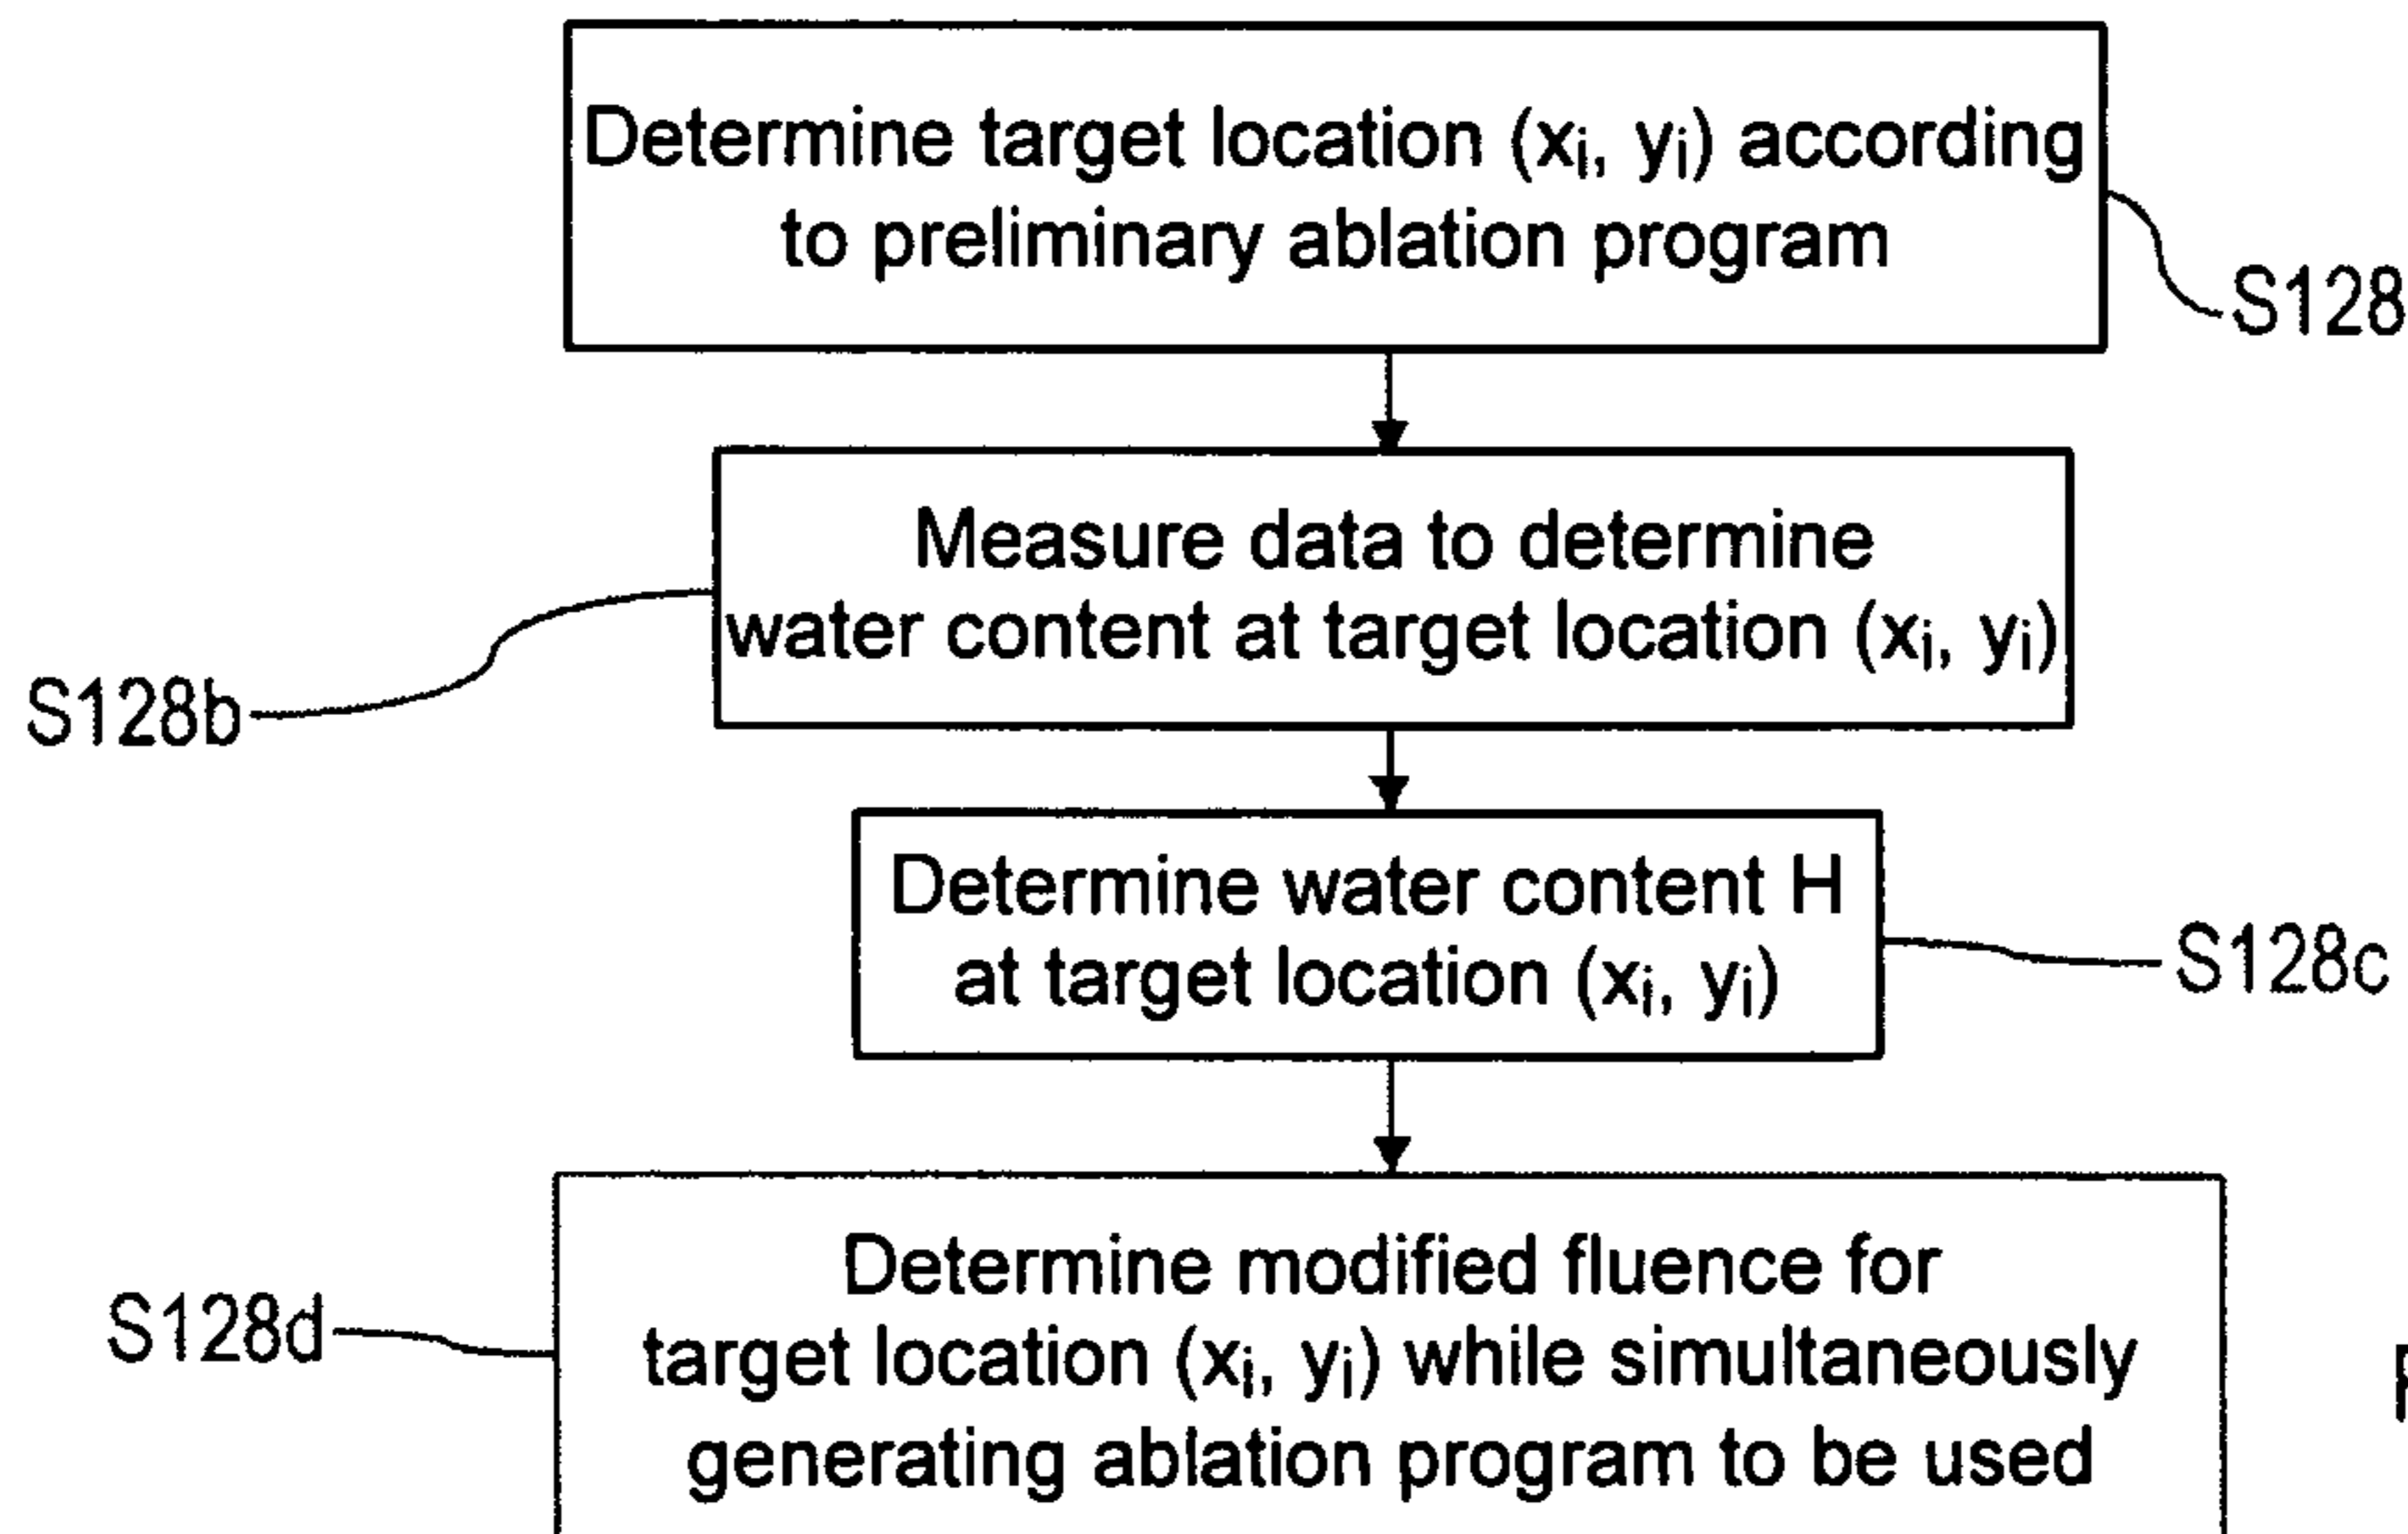 Determine target location (xᵢ, yᵢ) according
to preliminary ablation program
S128
Measure data to determine
water content at target location (xᵢ, yᵢ)
S128b
Determine water content H
at target location (xᵢ, yᵢ)
S128c
Determine modified fluence for
target location (xᵢ, yᵢ) while simultaneously
generating ablation program to be used
S128d